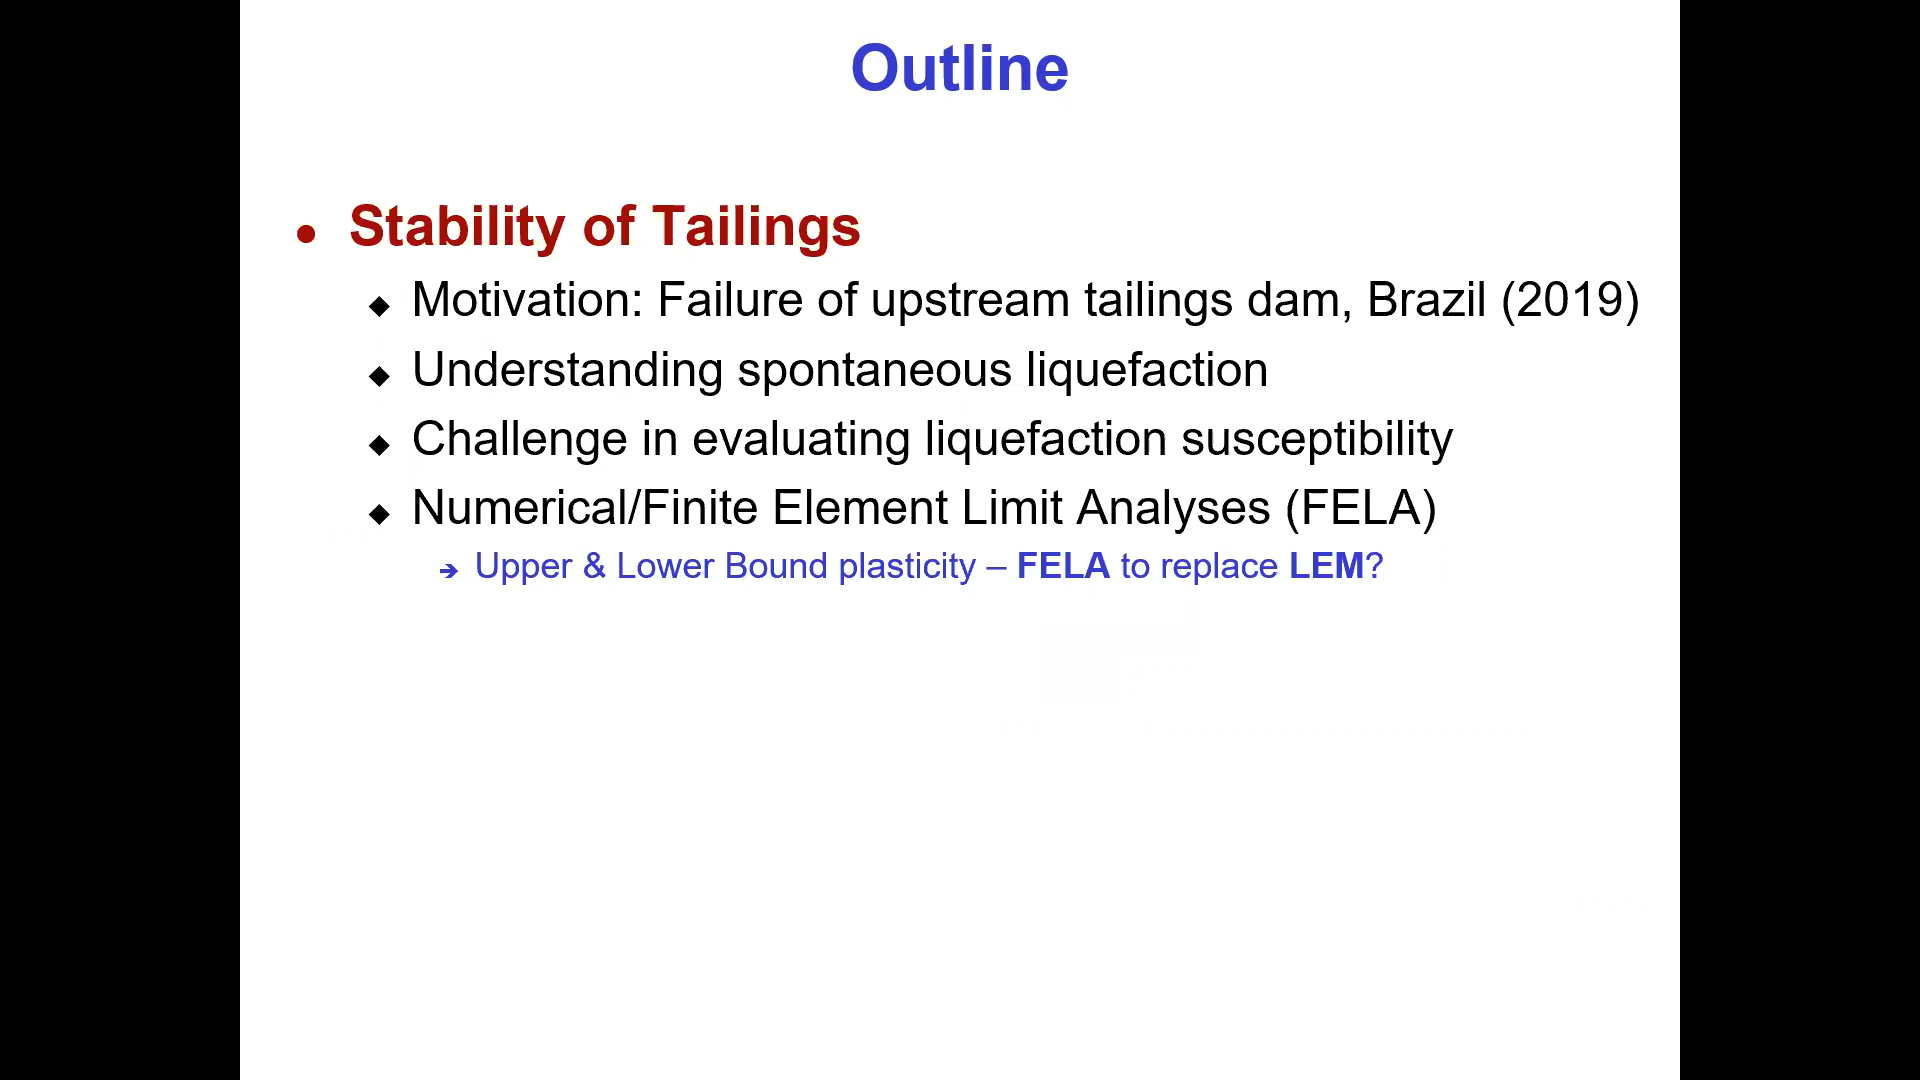 Outline
• Stability of Tailings
◆ Motivation: Failure of upstream tailings dam, Brazil (2019)
◆ Understanding spontaneous liquefaction
◆ Challenge in evaluating liquefaction susceptibility
◆ Numerical/Finite Element Limit Analyses (FELA)
➔ Upper & Lower Bound plasticity – FELA to replace LEM?